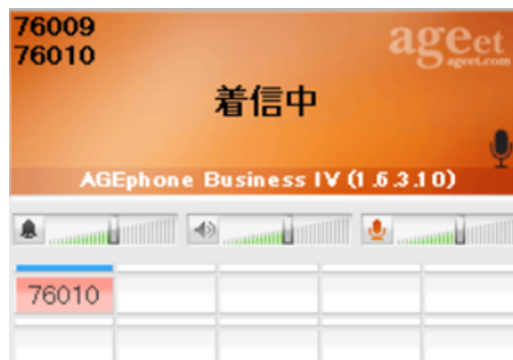 76009
76010
ageet
ageet.com
着信中
AGEphone Business IV (1.6.3.10)
76010